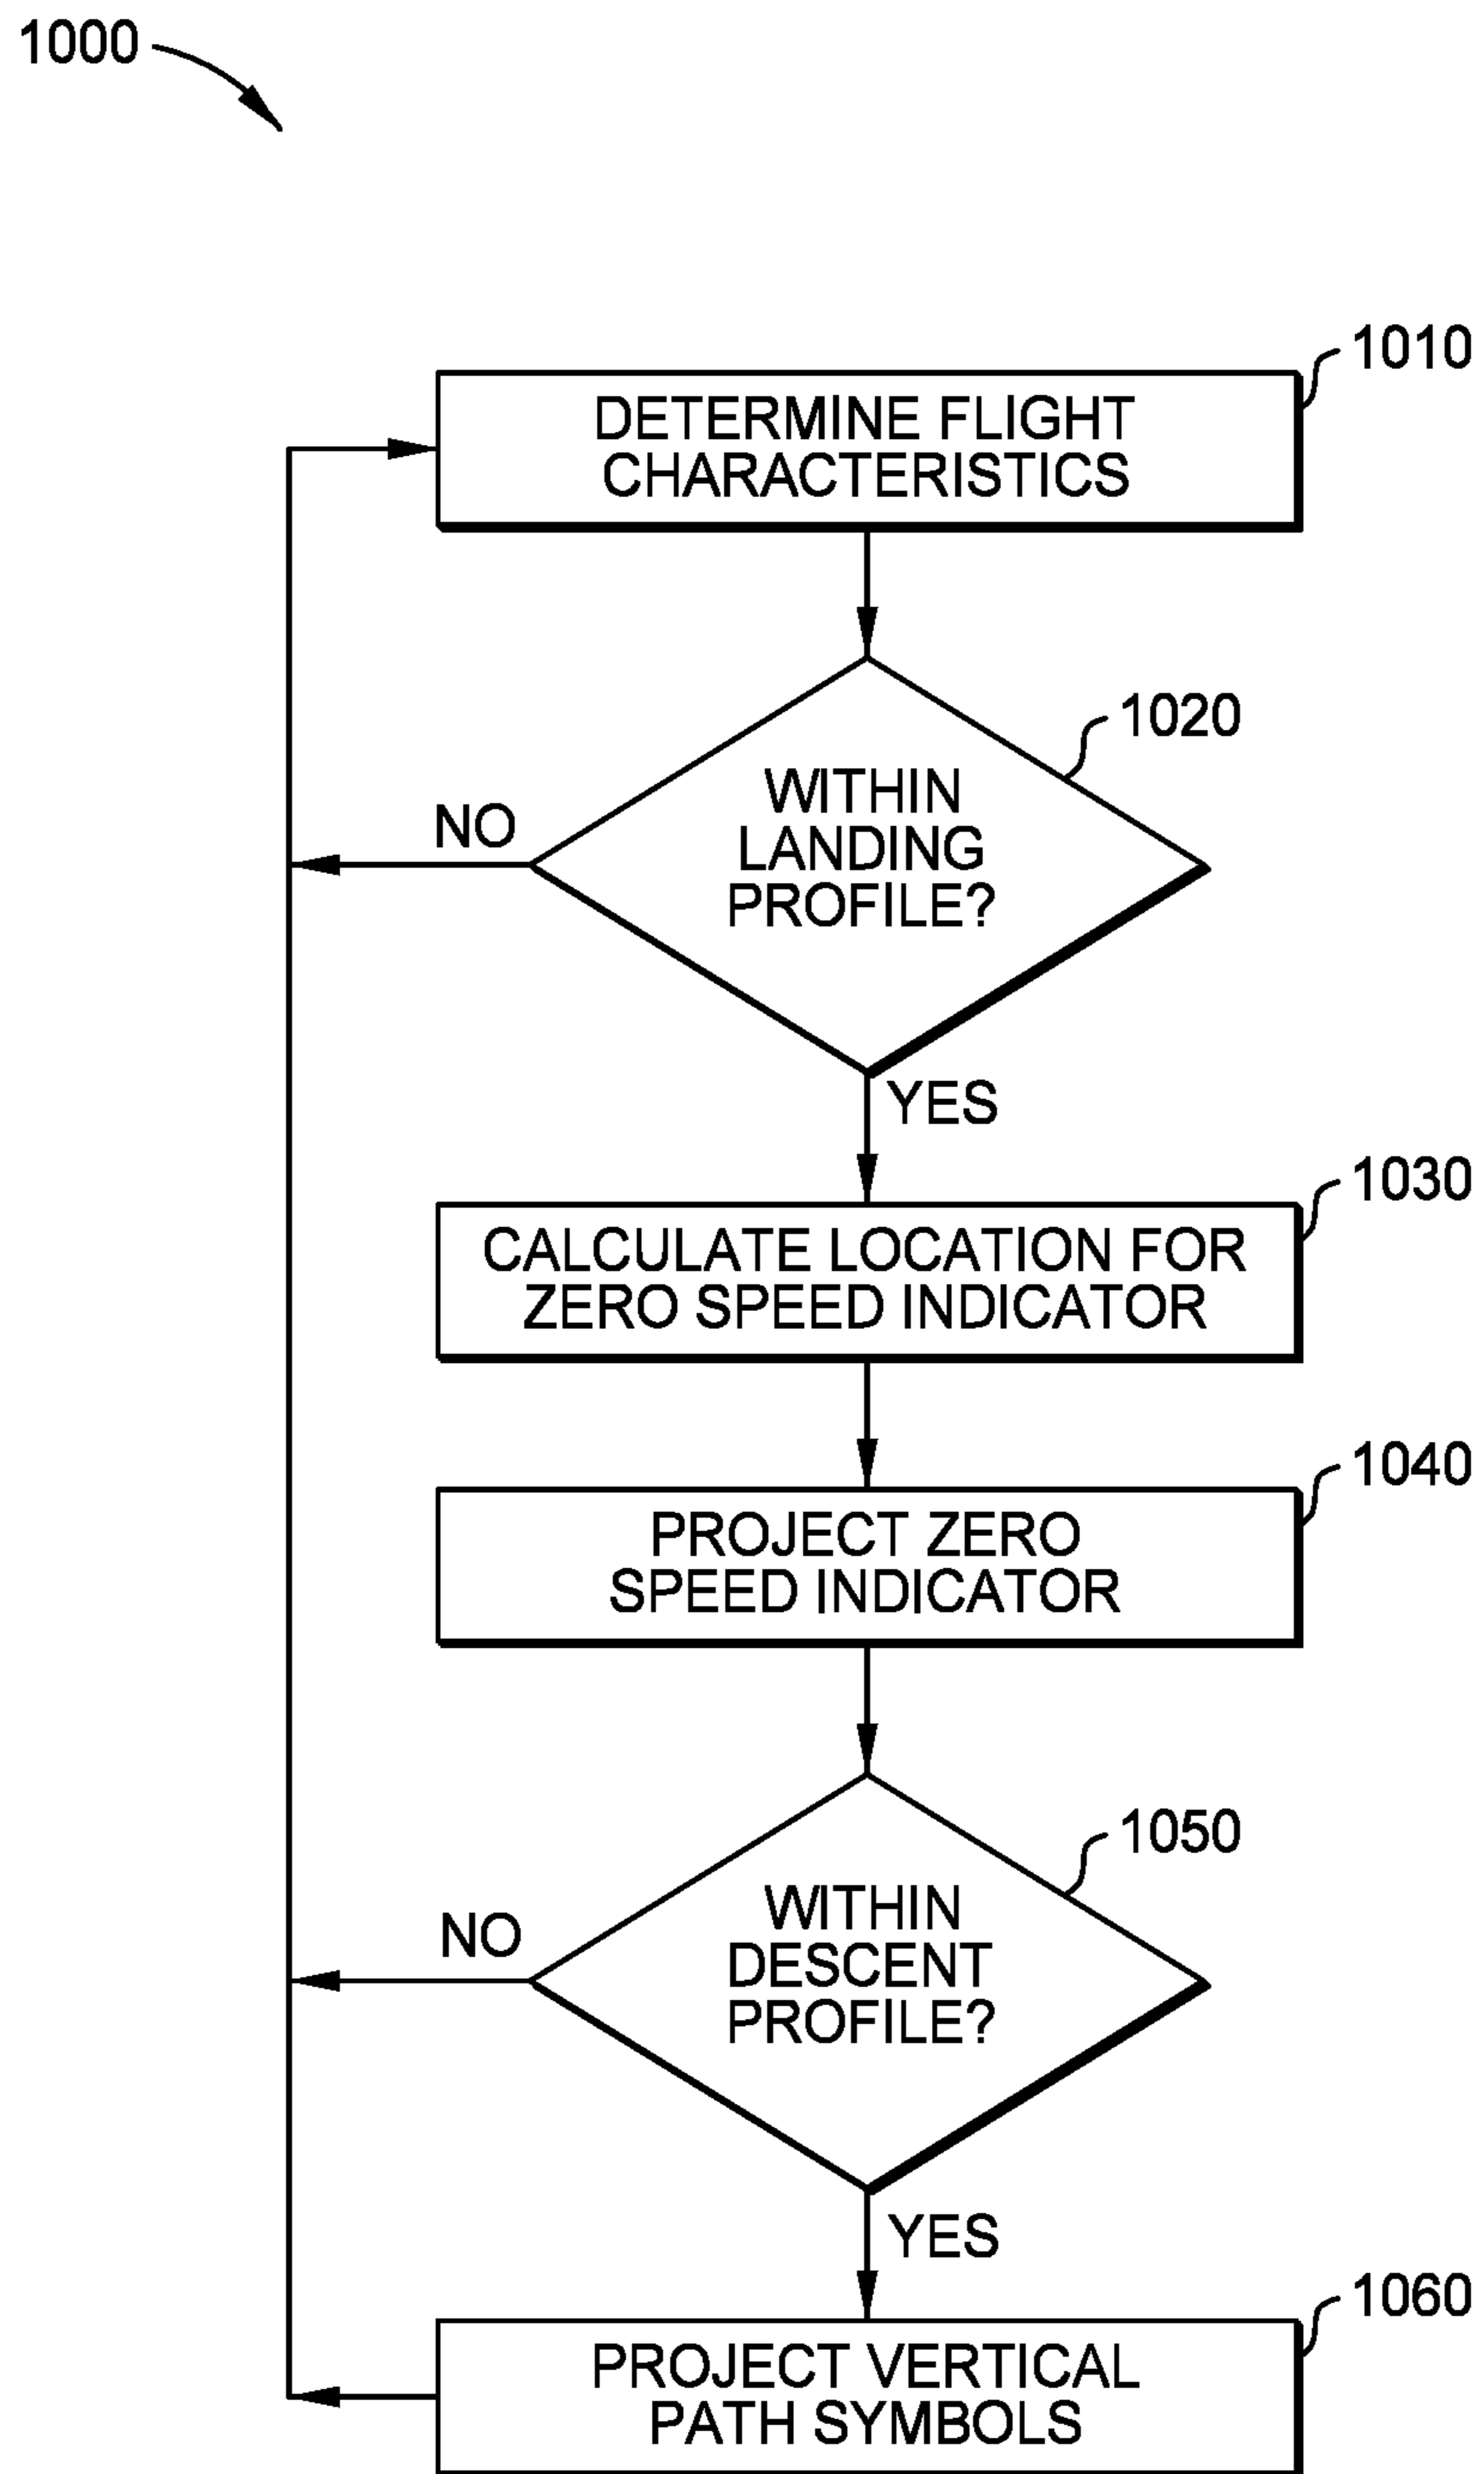 1000
1010
DETERMINE FLIGHT
CHARACTERISTICS
1020
WITHIN
LANDING
PROFILE?
NO
YES
1030
CALCULATE LOCATION FOR
ZERO SPEED INDICATOR
1040
PROJECT ZERO
SPEED INDICATOR
1050
WITHIN
DESCENT
PROFILE?
NO
YES
1060
PROJECT VERTICAL
PATH SYMBOLS